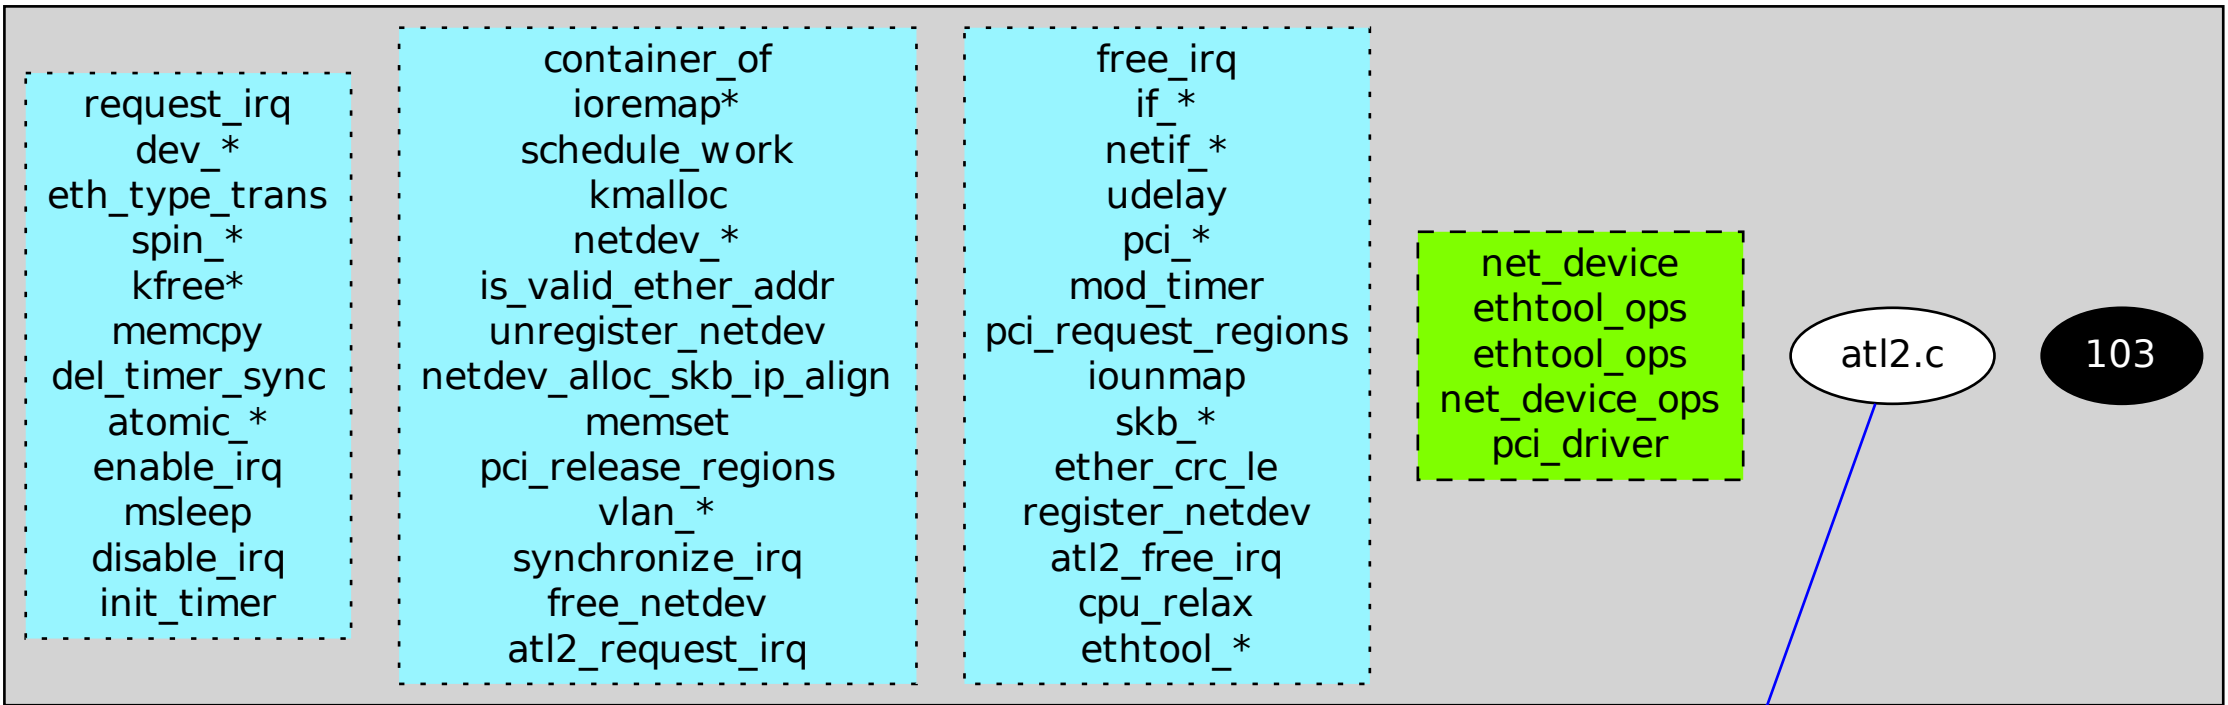 request_irq
dev_*
eth_type_trans
spin_*
kfree*
memcpy
del_timer_sync
atomic_*
enable_irq
msleep
disable_irq
init_timer
container_of
ioremap*
schedule_work
kmalloc
netdev_*
is_valid_ether_addr
unregister_netdev
netdev_alloc_skb_ip_align
memset
pci_release_regions
vlan_*
synchronize_irq
free_netdev
atl2_request_irq
free_irq
if_*
netif_*
udelay
pci_*
mod_timer
pci_request_regions
iounmap
skb_*
ether_crc_le
register_netdev
atl2_free_irq
cpu_relax
ethtool_*
net_device
ethtool_ops
ethtool_ops
net_device_ops
pci_driver
atl2.c
103